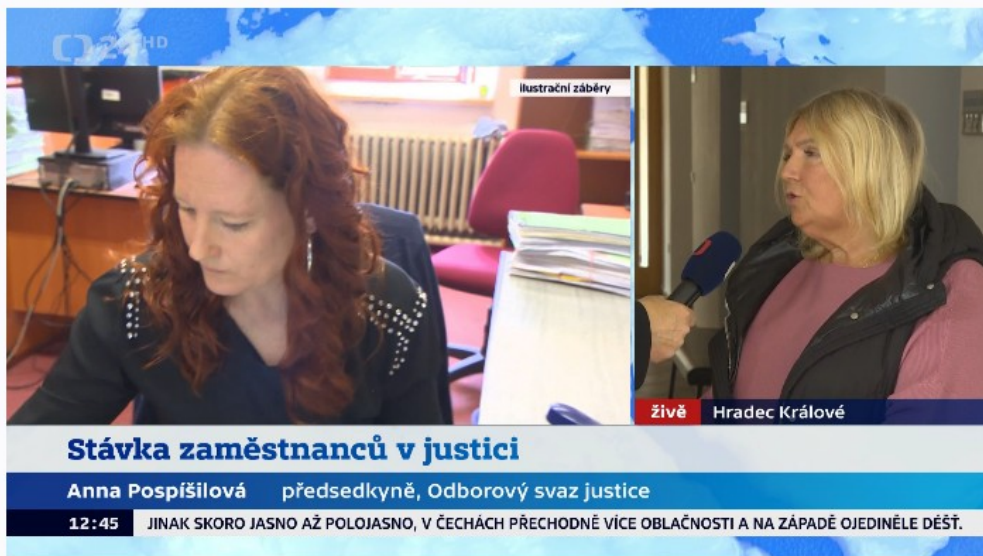 HD
ilustrační záběry
živě Hradec Králové
Stávka zaměstnanců v justici
Anna Pospíšilová předsedkyně, Odborový svaz justice
12:45 JINAK SKORO JASNO AŽ POLOJASNO, V ČECHÁCH PŘECHODNĚ VÍCE OBLAČNOSTI A NA ZÁPADĚ OJEDINĚLE DÉŠŤ.